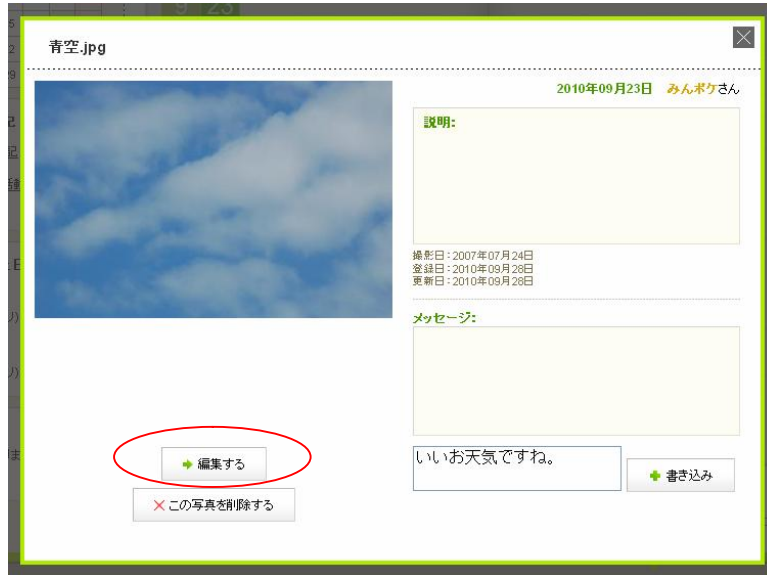 9 23
青空.jpg
2010年09月23日 みんポケさん
説明:
撮影日:2007年07月24日
登録日:2010年09月28日
更新日:2010年09月28日
メッセージ:
いいお天気ですね。
書き込み
編集する
この写真を削除する